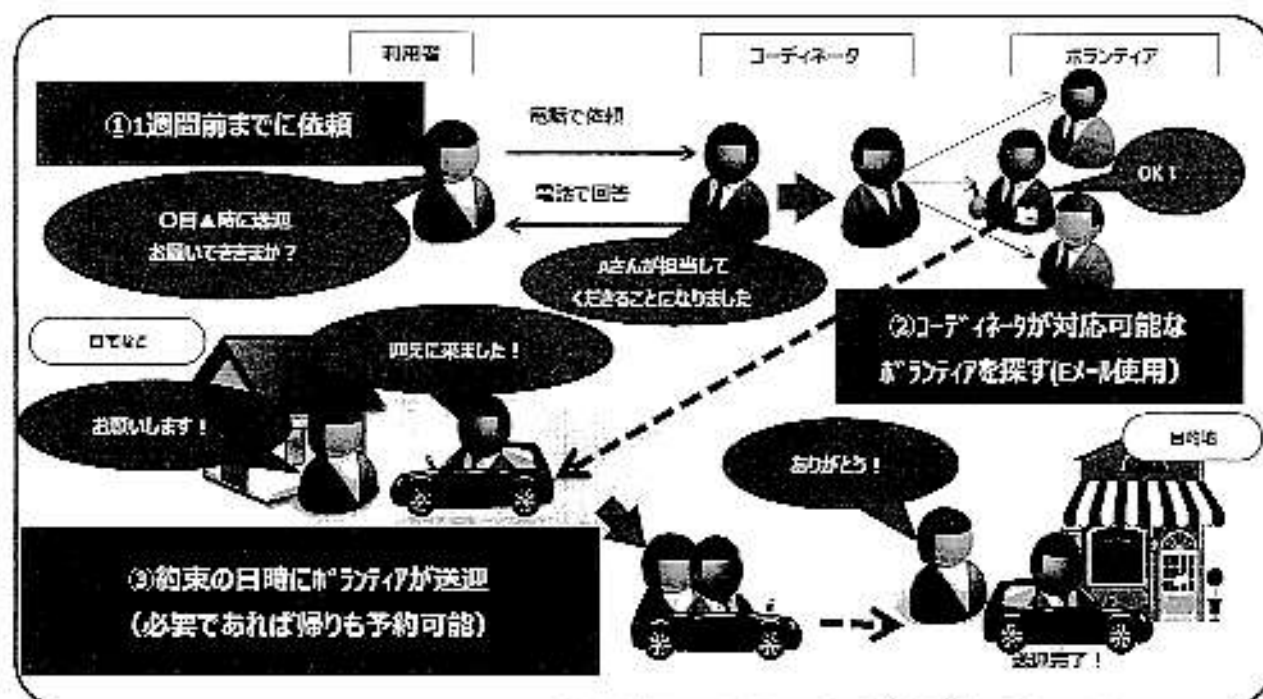 利用者
コーディネータ
ボランティア
①1週間前までに依頼
電話で依頼
電話で回答
OK！
〇日▲時に送迎
お願いできますか？
Aさんが担当して
くださることになりました
②コーディネータが対応可能な
ボランティアを探す(Eメール使用)
自宅など
迎えに来ました！
お願いします！
目的地
ありがとう！
③約束の日時にボランティアが送迎
(必要であれば帰りも予約可能)
送迎完了！